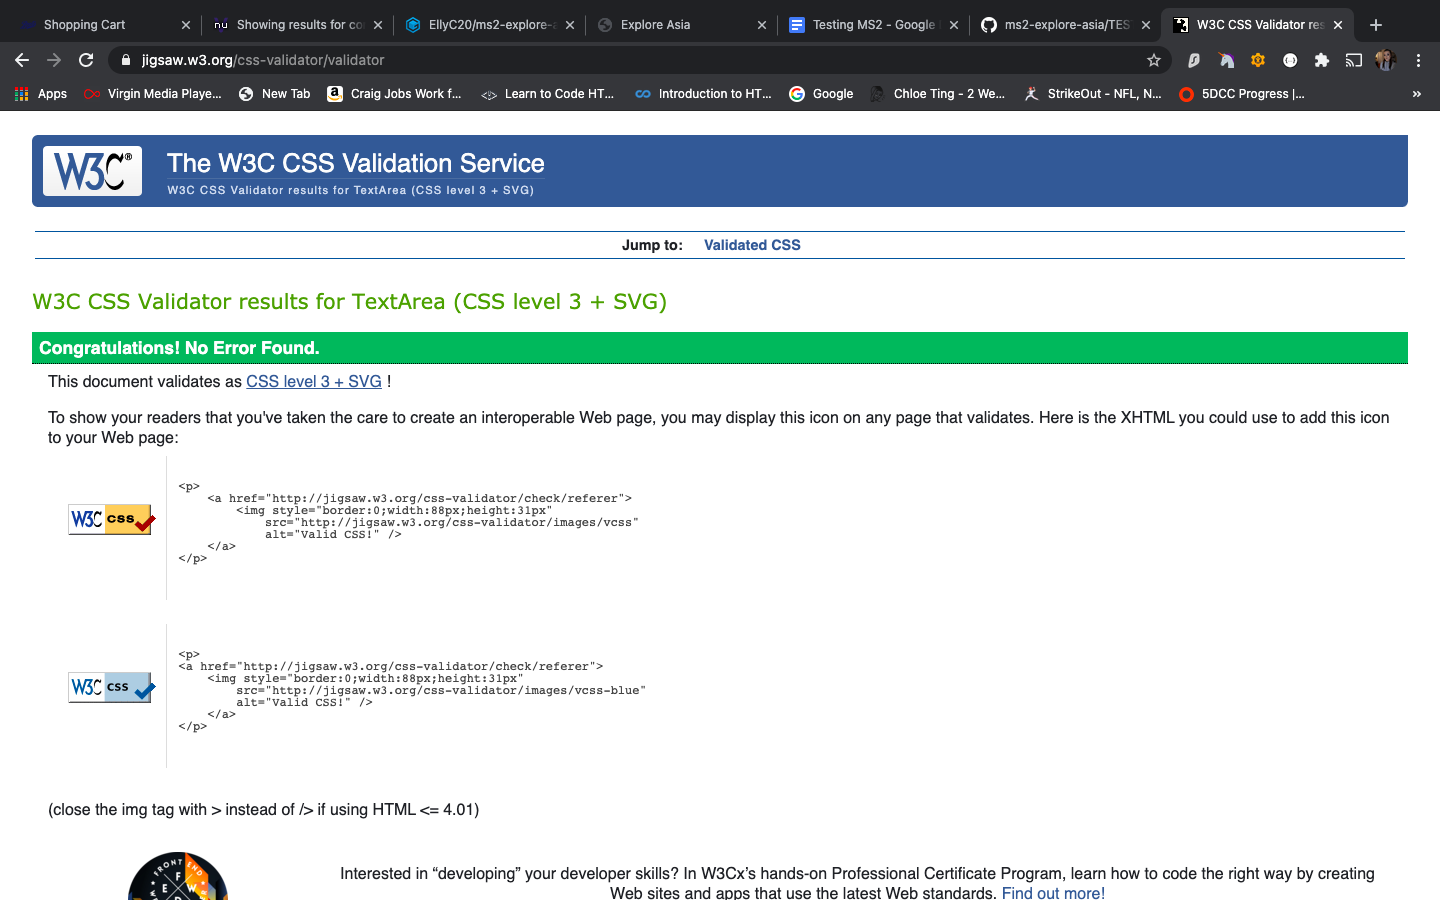 Shopping Cart
Showing results for co
EllyC20/ms2-explore-a
Explore Asia
Testing MS2 - Google
ms2-explore-asia/TES
W3C CSS Validator res
jigsaw.w3.org/css-validator/validator
Apps
Virgin Media Playe...
New Tab
Craig Jobs Work f...
Learn to Code HT...
Introduction to HT...
Google
Chloe Ting - 2 We...
StrikeOut - NFL, N...
5DCC Progress |...
W3C®
The W3C CSS Validation Service
W3C CSS Validator results for TextArea (CSS level 3 + SVG)
Jump to: Validated CSS
W3C CSS Validator results for TextArea (CSS level 3 + SVG)
Congratulations! No Error Found.
This document validates as CSS level 3 + SVG !
To show your readers that you've taken the care to create an interoperable Web page, you may display this icon on any page that validates. Here is the XHTML you could use to add this icon
to your Web page:
W3C css
<p>
<a href="http://jigsaw.w3.org/css-validator/check/referer">
<img style="border:0;width:88px;height:31px"
src="http://jigsaw.w3.org/css-validator/images/vcss"
alt="Valid CSS!" />
</a>
</p>
W3C css
<p>
<a href="http://jigsaw.w3.org/css-validator/check/referer">
<img style="border:0;width:88px;height:31px"
src="http://jigsaw.w3.org/css-validator/images/vcss-blue"
alt="Valid CSS!" />
</a>
</p>
(close the img tag with > instead of /> if using HTML <= 4.01)
FRONT END
Interested in “developing” your developer skills? In W3Cx’s hands-on Professional Certificate Program, learn how to code the right way by creating
Web sites and apps that use the latest Web standards. Find out more!